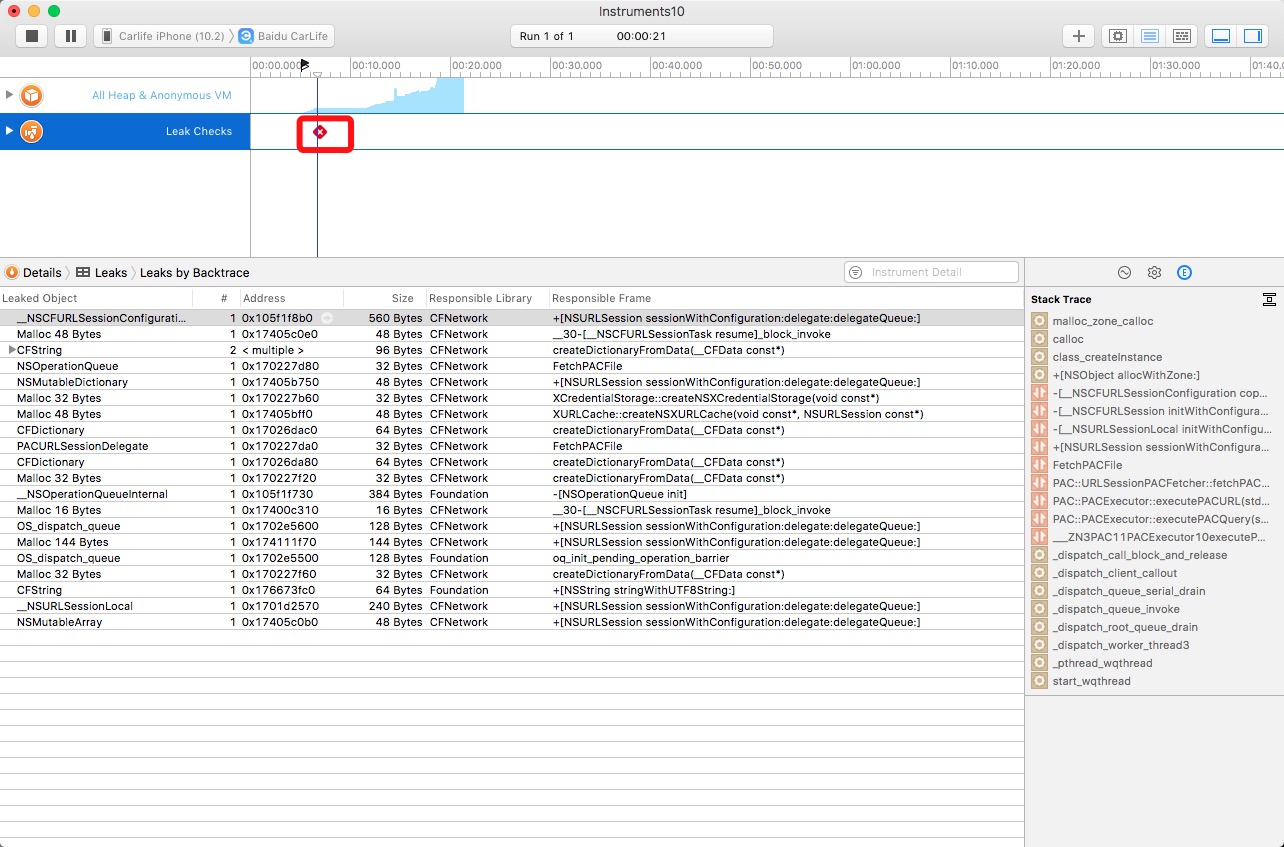 Instruments10
Carlife iPhone (10.2) 〉 Baidu CarLife
Run 1 of 1 00:00:21
00:00.000 00:10.000 00:20.000 00:30.000 00:40.000 00:50.000 01:00.000 01:10.000 01:20.000 01:30.000 01:40.0
All Heap & Anonymous VM
Leak Checks
Details 〉 Leaks 〉 Leaks by Backtrace Instrument Detail E
Leaked Object # Address Size Responsible Library Responsible Frame
__NSCFURLSessionConfigurati... 1 0x105f1f8b0 560 Bytes CFNetwork +[NSURLSession sessionWithConfiguration:delegate:delegateQueue:]
Malloc 48 Bytes 1 0x17405c0e0 48 Bytes CFNetwork __30-[__NSCFURLSessionTask resume]_block_invoke
CFString 2 < multiple > 96 Bytes CFNetwork createDictionaryFromData(__CFData const*)
NSOperationQueue 1 0x170227d80 32 Bytes CFNetwork FetchPACFile
NSMutableDictionary 1 0x17405b750 48 Bytes CFNetwork +[NSURLSession sessionWithConfiguration:delegate:delegateQueue:]
Malloc 32 Bytes 1 0x170227b60 32 Bytes CFNetwork XCredentialStorage::createNSXCredentialStorage(void const*)
Malloc 48 Bytes 1 0x17405bff0 48 Bytes CFNetwork XURLCache::createNSXURLCache(void const*, NSURLSession const*)
CFDictionary 1 0x17026dac0 64 Bytes CFNetwork createDictionaryFromData(__CFData const*)
PACURLSessionDelegate 1 0x170227da0 32 Bytes CFNetwork FetchPACFile
CFDictionary 1 0x17026da80 64 Bytes CFNetwork createDictionaryFromData(__CFData const*)
Malloc 32 Bytes 1 0x170227f20 32 Bytes CFNetwork createDictionaryFromData(__CFData const*)
__NSOperationQueueInternal 1 0x105f1f730 384 Bytes Foundation -[NSOperationQueue init]
Malloc 16 Bytes 1 0x17400c310 16 Bytes CFNetwork __30-[__NSCFURLSessionTask resume]_block_invoke
OS_dispatch_queue 1 0x1702e5600 128 Bytes CFNetwork +[NSURLSession sessionWithConfiguration:delegate:delegateQueue:]
Malloc 144 Bytes 1 0x174111f70 144 Bytes CFNetwork +[NSURLSession sessionWithConfiguration:delegate:delegateQueue:]
OS_dispatch_queue 1 0x1702e5500 128 Bytes Foundation oq_init_pending_operation_barrier
Malloc 32 Bytes 1 0x170227f60 32 Bytes CFNetwork createDictionaryFromData(__CFData const*)
CFString 1 0x176673fc0 64 Bytes Foundation +[NSString stringWithUTF8String:]
__NSURLSessionLocal 1 0x1701d2570 240 Bytes CFNetwork +[NSURLSession sessionWithConfiguration:delegate:delegateQueue:]
NSMutableArray 1 0x17405c0b0 48 Bytes CFNetwork +[NSURLSession sessionWithConfiguration:delegate:delegateQueue:]
Stack Trace
malloc_zone_calloc
calloc
class_createInstance
+[NSObject allocWithZone:]
-[__NSCFURLSessionConfiguration cop...
-[__NSCFURLSession initWithConfigura...
-[__NSURLSessionLocal initWithConfigu...
+[NSURLSession sessionWithConfigura...
FetchPACFile
PAC::URLSessionPACFetcher::fetchPAC...
PAC::PACExecutor::executePACURL(std...
PAC::PACExecutor::executePACQuery(s...
___ZN3PAC11PACExecutor10executeP...
_dispatch_call_block_and_release
_dispatch_client_callout
_dispatch_queue_serial_drain
_dispatch_queue_invoke
_dispatch_root_queue_drain
_dispatch_worker_thread3
_pthread_wqthread
start_wqthread